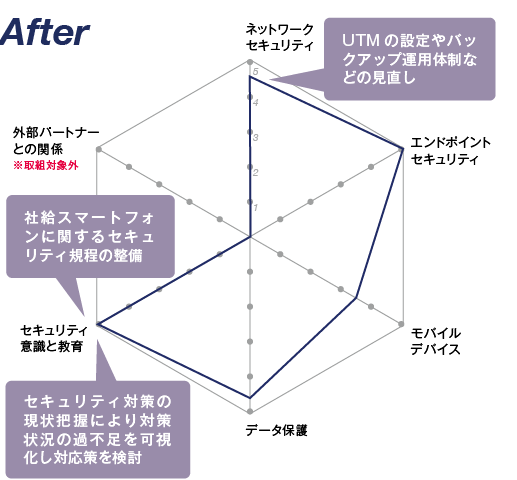 After
ネットワーク
セキュリティ
UTMの設定やバッ
クアップ運用体制な
どの見直し
5
4
3
2
1
エンドポイント
セキュリティ
外部パートナー
との関係
※取組対象外
社給スマートフォ
ンに関するセキュ
リティ規程の整備
セキュリティ
意識と教育
モバイル
デバイス
セキュリティ対策の
現状把握により対策
状況の過不足を可視
化し対応策を検討
データ保護